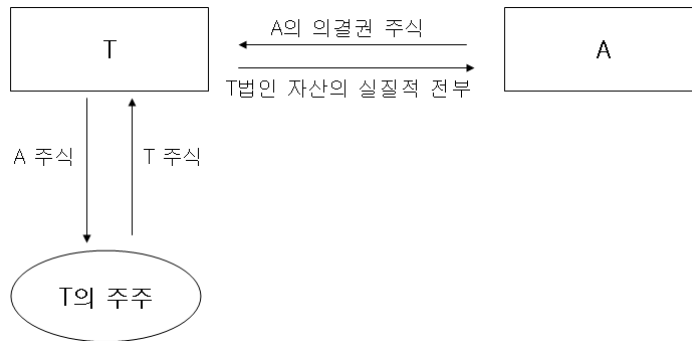 T
A의 의결권 주식
T법인 자산의 실질적 전부
A
A 주식
T 주식
T의 주주